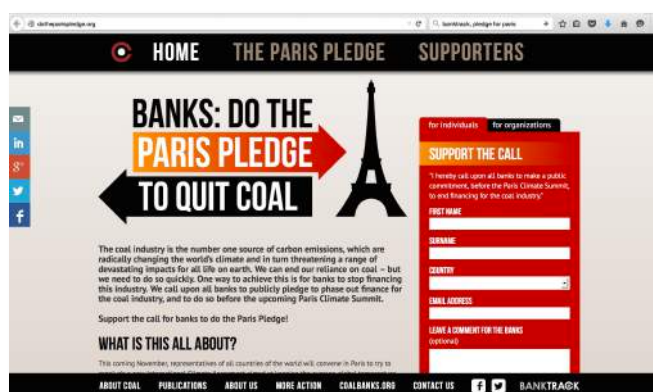 dotheparispledge.org
banktrack, pledge for paris
HOME THE PARIS PLEDGE SUPPORTERS
BANKS: DO THE
PARIS PLEDGE
TO QUIT COAL
The coal industry is the number one source of carbon emissions, which are
radically changing the world's climate and in turn threatening a range of
devastating impacts for all life on earth. We can end our reliance on coal – but
we need to do so quickly. One way to achieve this is for banks to stop financing
this industry. We call upon all banks to publicly pledge to phase out finance for
the coal industry, and to do so before the upcoming Paris Climate Summit.
Support the call for banks to do the Paris Pledge!
WHAT IS THIS ALL ABOUT?
This coming November, representatives of all countries of the world will convene in Paris to try to
for individuals for organizations
SUPPORT THE CALL
"I hereby call upon all banks to make a public
commitment, before the Paris Climate Summit,
to end financing for the coal industry."
FIRST NAME
SURNAME
COUNTRY
EMAIL ADDRESS
LEAVE A COMMENT FOR THE BANKS
(optional)
ABOUT COAL PUBLICATIONS ABOUT US MORE ACTION COALBANKS.ORG CONTACT US BANKTRACK